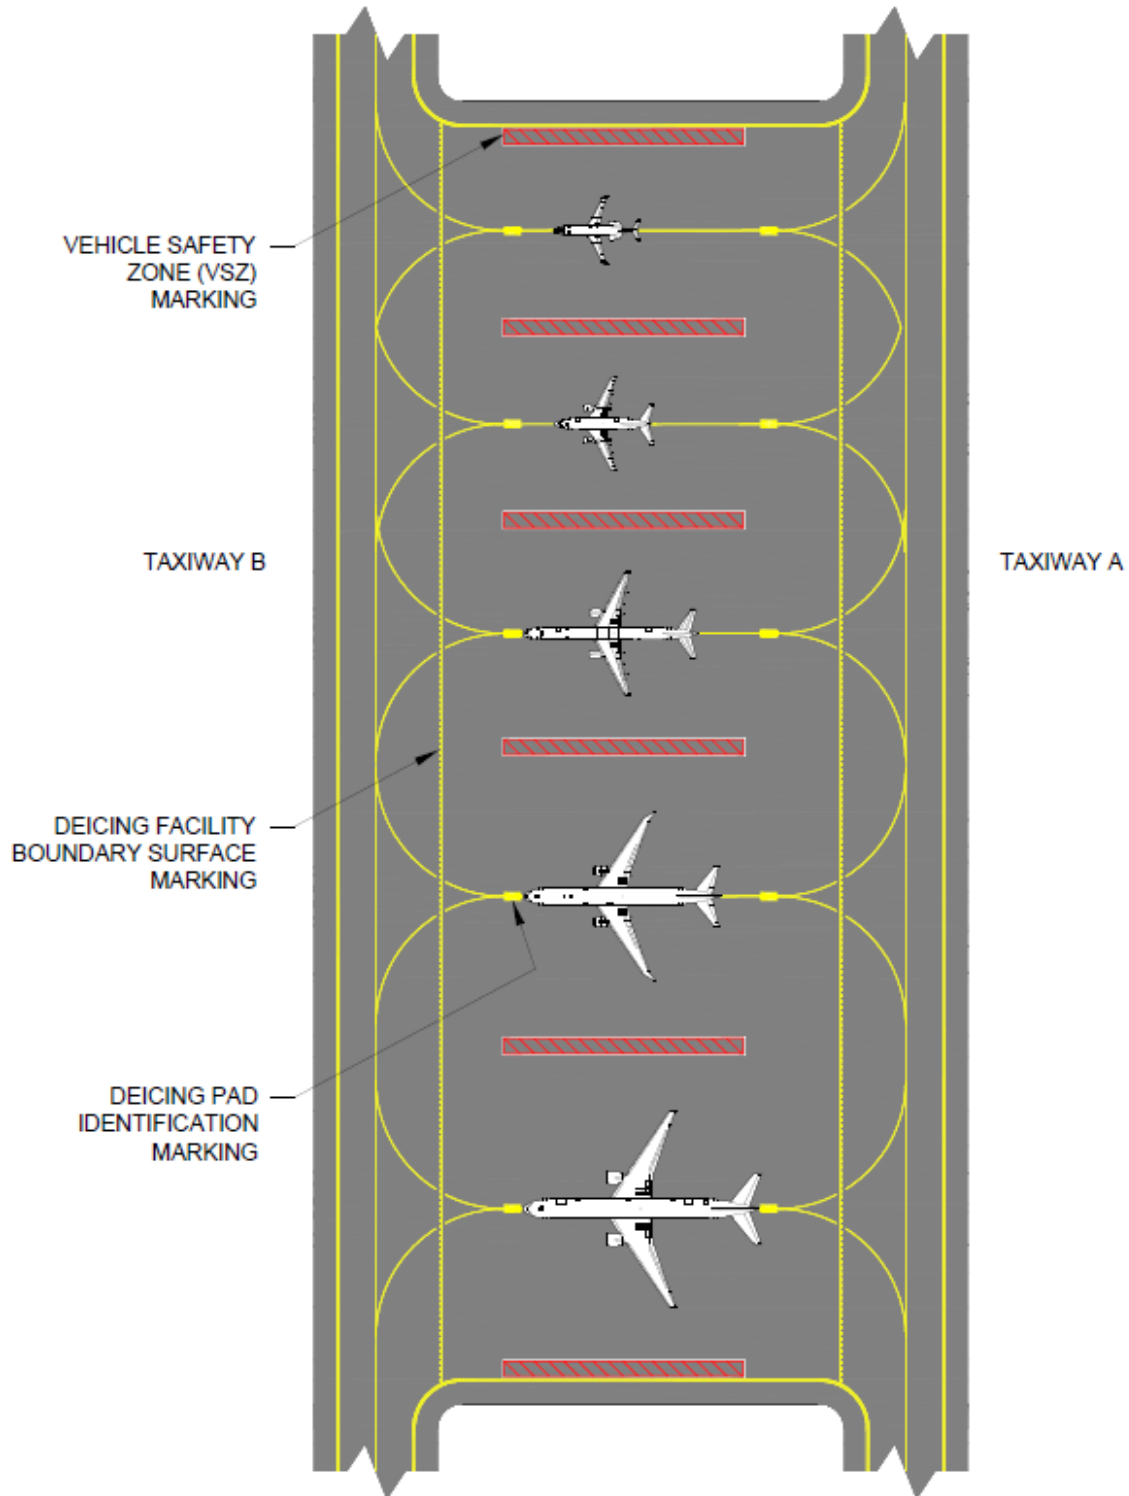 VEHICLE SAFETY
ZONE (VSZ)
MARKING
TAXIWAY B
TAXIWAY A
DEICING FACILITY
BOUNDARY SURFACE
MARKING
DEICING PAD
IDENTIFICATION
MARKING